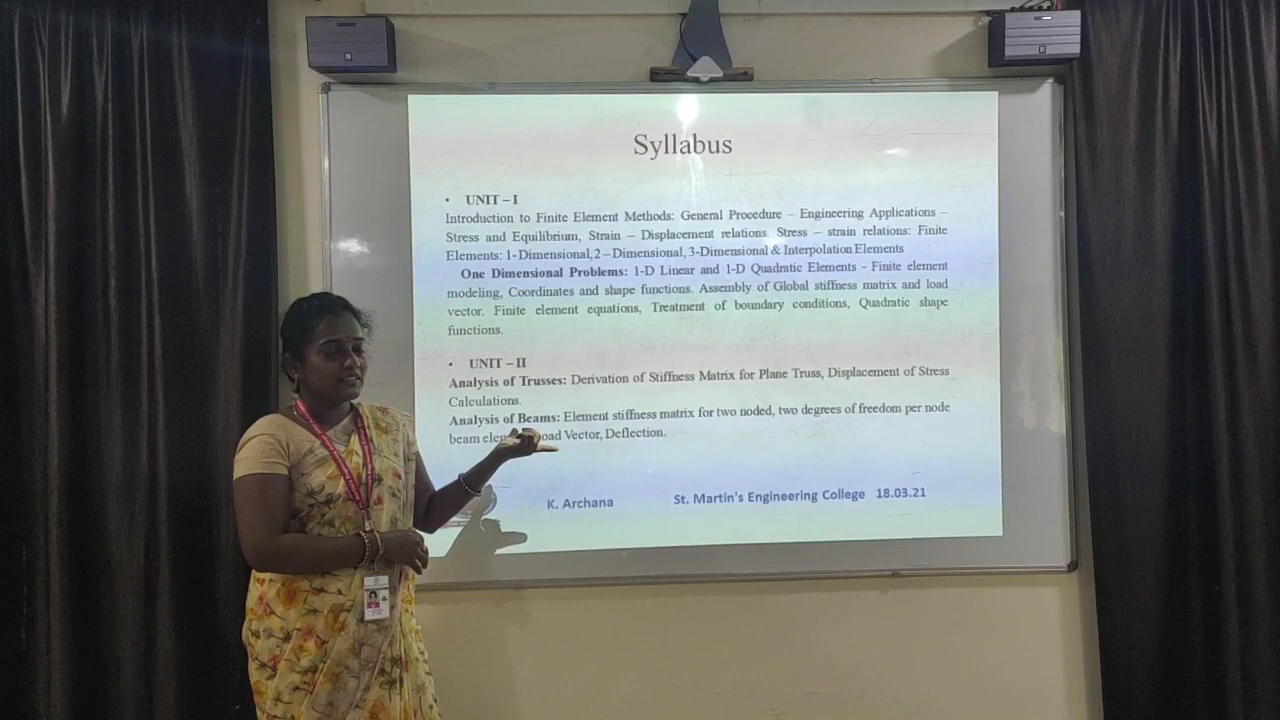 Syllabus
• UNIT – I
Introduction to Finite Element Methods: General Procedure – Engineering Applications –
Stress and Equilibrium, Strain – Displacement relations. Stress – strain relations: Finite
Elements: 1- Dimensional, 2 – Dimensional, 3-Dimensional & Interpolation Elements
One Dimensional Problems: 1-D Linear and 1-D Quadratic Elements - Finite element
modeling, Coordinates and shape functions. Assembly of Global stiffness matrix and load
vector. Finite element equations, Treatment of boundary conditions, Quadratic shape
functions.
• UNIT – II
Analysis of Trusses: Derivation of Stiffness Matrix for Plane Truss, Displacement of Stress
Calculations.
Analysis of Beams: Element stiffness matrix for two noded, two degrees of freedom per node
beam Vector, Deflection.
K. Archana St. Martin's Engineering College 18.03.21